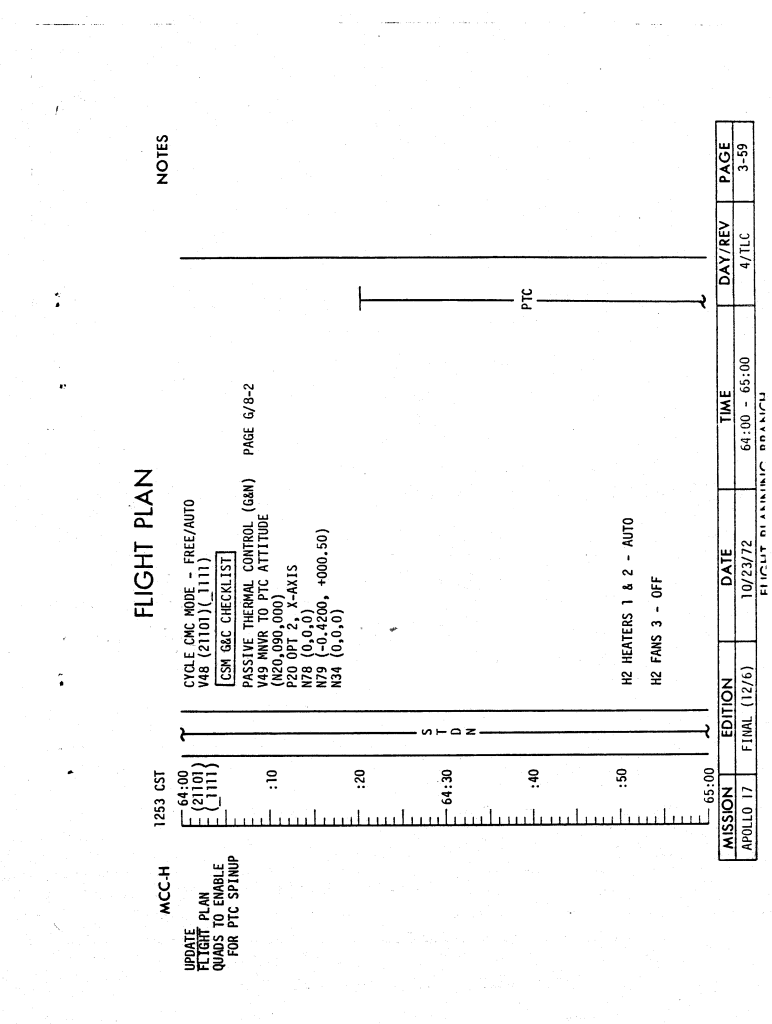 FLIGHT PLAN
MCC-H
1253 CST
NOTES
UPDATE
FLIGHT PLAN
QUADS TO ENABLE
FOR PTC SPINUP
64:00
(21101)
(_1111)
:10
:20
64:30
:40
:50
65:00
S T D N
CYCLE CMC MODE - FREE/AUTO
V48 (21101)(_1111)
CSM G&C CHECKLIST
PASSIVE THERMAL CONTROL (G&N) PAGE G/8-2
V49 MNVR TO PTC ATTITUDE
(N20,090,000)
P20 OPT 2, X-AXIS
N78 (0,0,0)
N79 (-0.4200, +000.50)
N34 (0,0,0)
H2 HEATERS 1 & 2 - AUTO
H2 FANS 3 - OFF
PTC
MISSION EDITION DATE TIME DAY/REV PAGE
APOLLO 17 FINAL (12/6) 10/23/72 64:00 - 65:00 4/TLC 3-59
FLIGHT PLANNING BRANCH